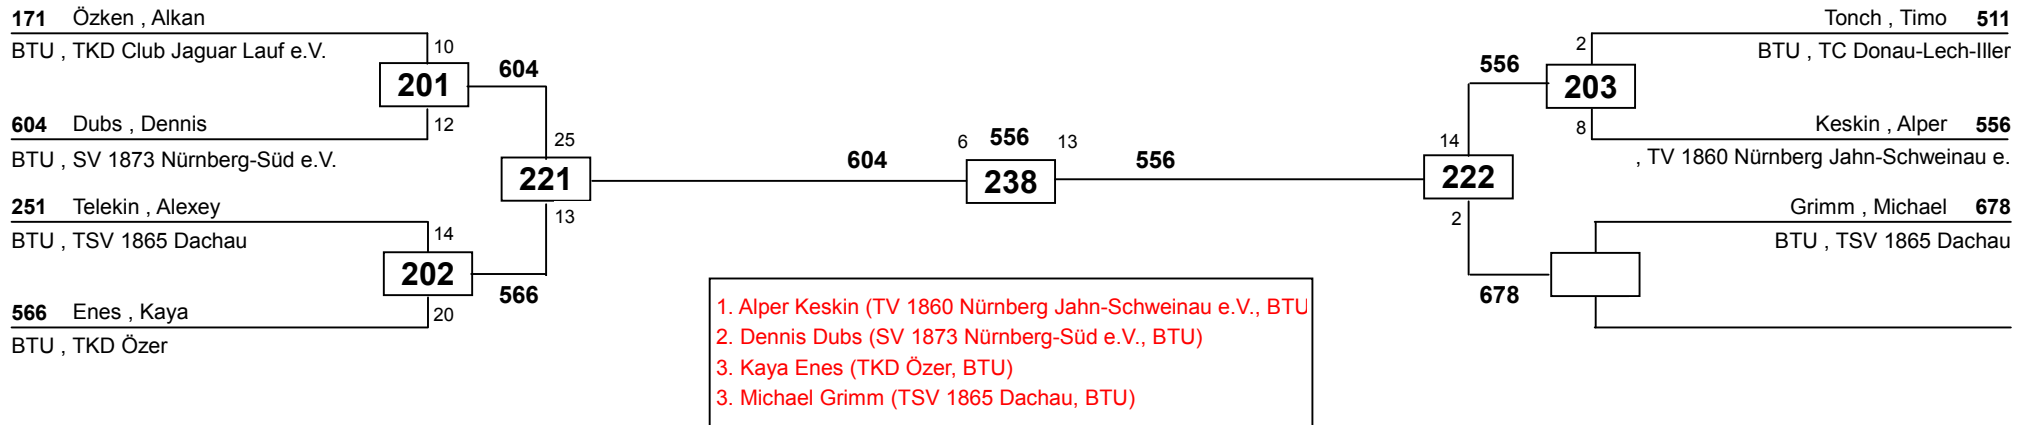 171 Özken , Alkan
BTU , TKD Club Jaguar Lauf e.V.
10
201
604
12
604 Dubs , Dennis
BTU , SV 1873 Nürnberg-Süd e.V.
25
221
13
251 Telekin , Alexey
BTU , TSV 1865 Dachau
14
202
566
20
566 Enes , Kaya
BTU , TKD Özer
604
6 556 13
238
556
Tonch , Timo 511
BTU , TC Donau-Lech-Iller
2
203
556
8
Keskin , Alper 556
, TV 1860 Nürnberg Jahn-Schweinau e.
14
222
2
Grimm , Michael 678
BTU , TSV 1865 Dachau
678
1. Alper Keskin (TV 1860 Nürnberg Jahn-Schweinau e.V., BTU
2. Dennis Dubs (SV 1873 Nürnberg-Süd e.V., BTU)
3. Kaya Enes (TKD Özer, BTU)
3. Michael Grimm (TSV 1865 Dachau, BTU)